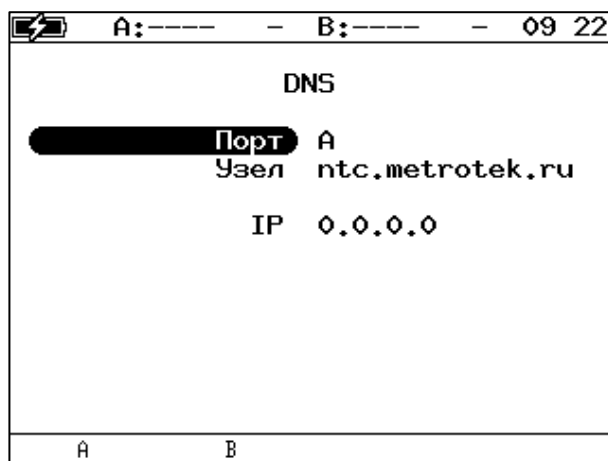 A:---- - B:---- - 09 22
DNS
Порт A
Узел ntc.metrotek.ru
IP 0.0.0.0
A B